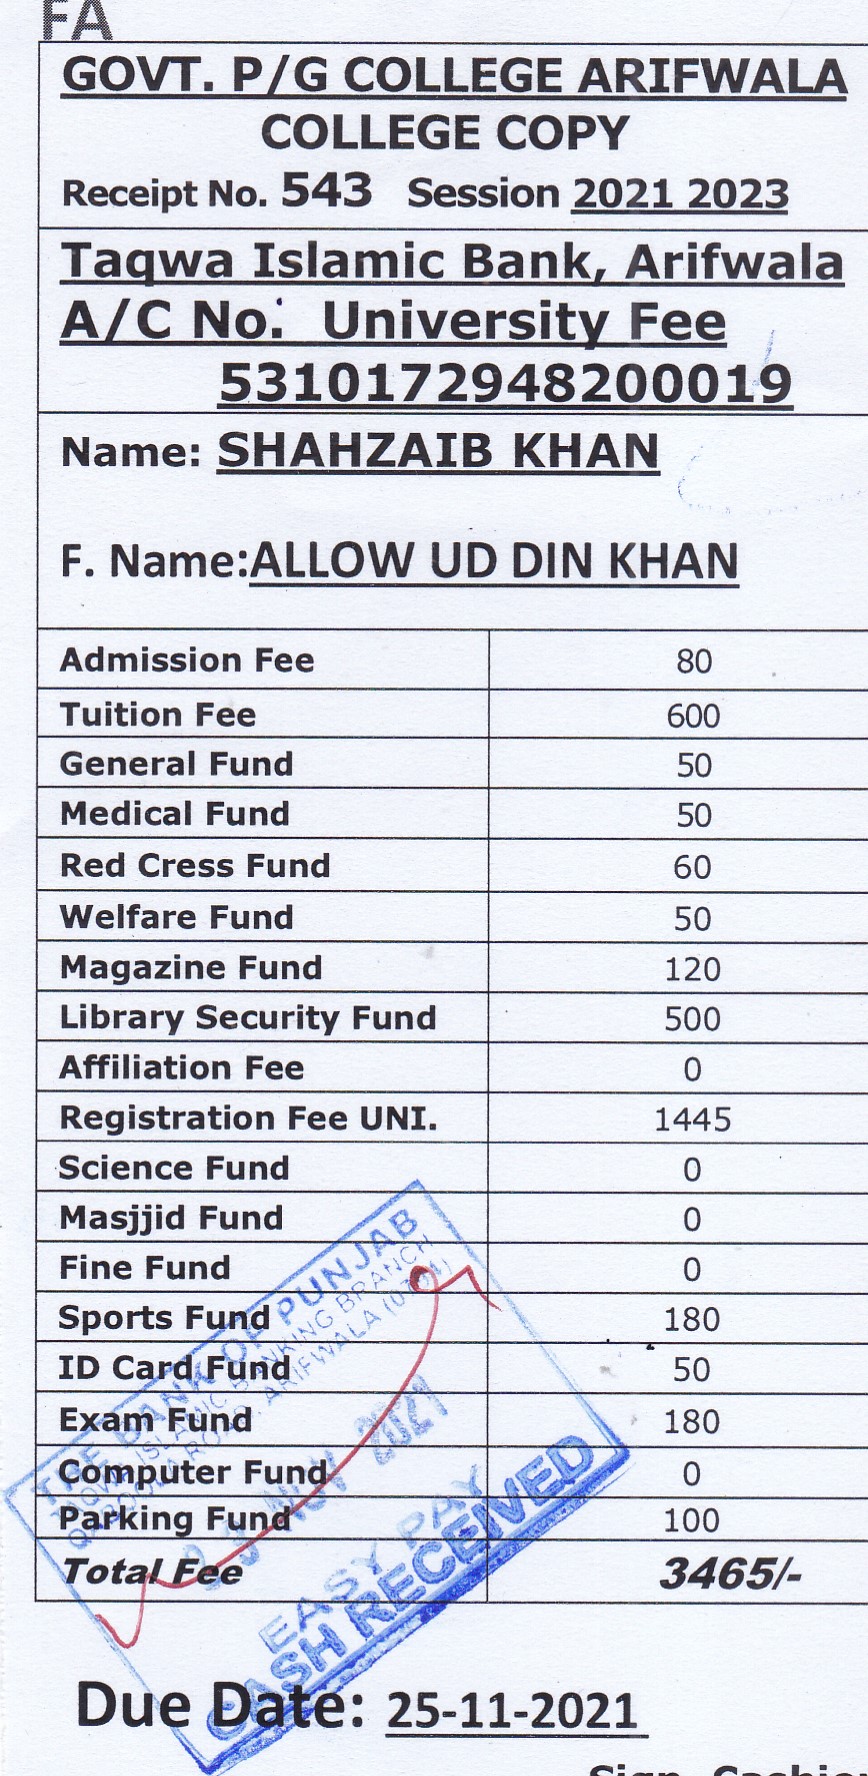 FA
GOVT. P/G COLLEGE ARIFWALA
COLLEGE COPY
Receipt No. 543 Session 2021 2023
Taqwa Islamic Bank, Arifwala
A/C No. University Fee
5310172948200019
Name: SHAHZAIB KHAN
F. Name:ALLOW UD DIN KHAN
Admission Fee 80
Tuition Fee 600
General Fund 50
Medical Fund 50
Red Cress Fund 60
Welfare Fund 50
Magazine Fund 120
Library Security Fund 500
Affiliation Fee 0
Registration Fee UNI. 1445
Science Fund 0
Masjjid Fund 0
Fine Fund 0
Sports Fund 180
ID Card Fund 50
Exam Fund 180
Computer Fund 0
Parking Fund 100
Total Fee 3465/-
THE BANK OF PUNJAB
TAQWA ISLAMIC BANKING BRANCH
QABOOLA ROAD, ARIFWALA
NOV 2021
EASY PAY
CASH RECEIVED
Due Date: 25-11-2021
Sign. Cashier